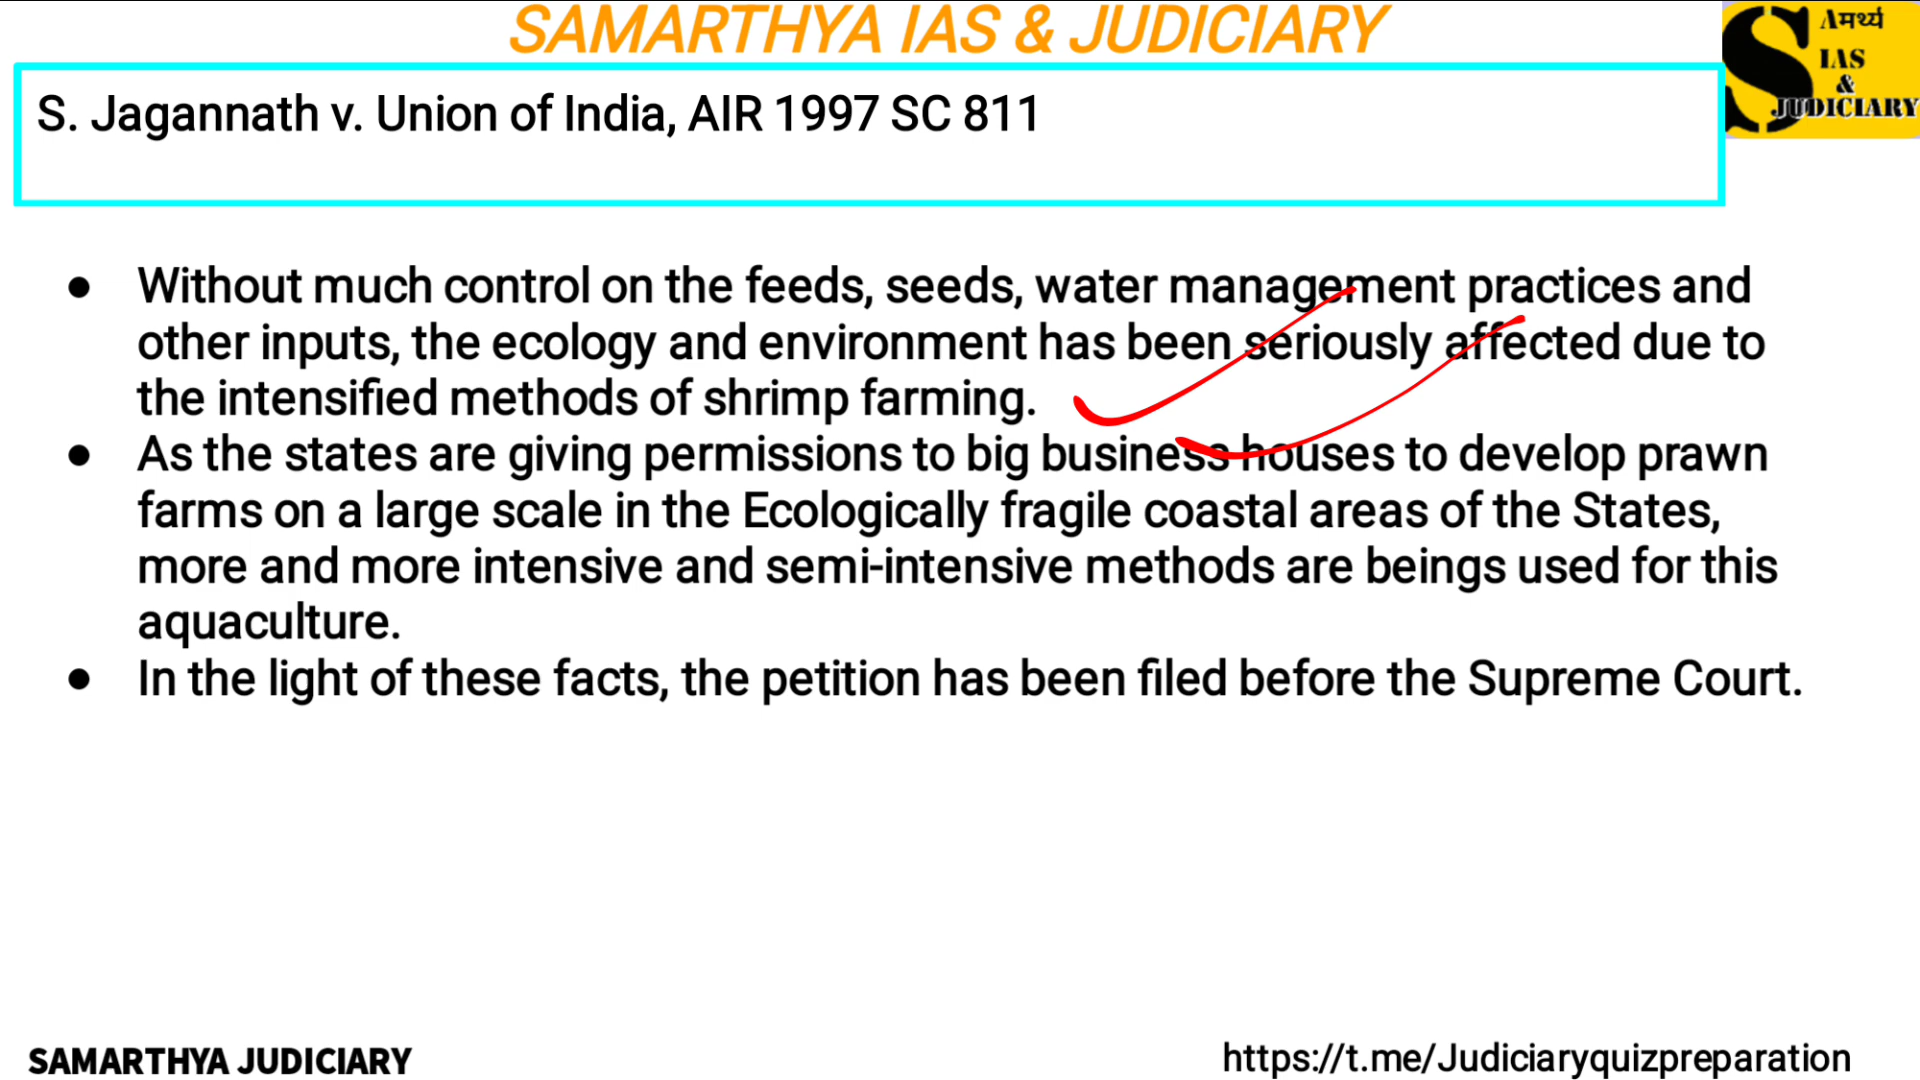 SAMARTHYA IAS & JUDICIARY
मर्थ्य
IAS
&
JUDICIARY
S. Jagannath v. Union of India, AIR 1997 SC 811
● Without much control on the feeds, seeds, water management practices and
other inputs, the ecology and environment has been seriously affected due to
the intensified methods of shrimp farming.
● As the states are giving permissions to big business houses to develop prawn
farms on a large scale in the Ecologically fragile coastal areas of the States,
more and more intensive and semi-intensive methods are beings used for this
aquaculture.
● In the light of these facts, the petition has been filed before the Supreme Court.
SAMARTHYA JUDICIARY
https://t.me/Judiciaryquizpreparation